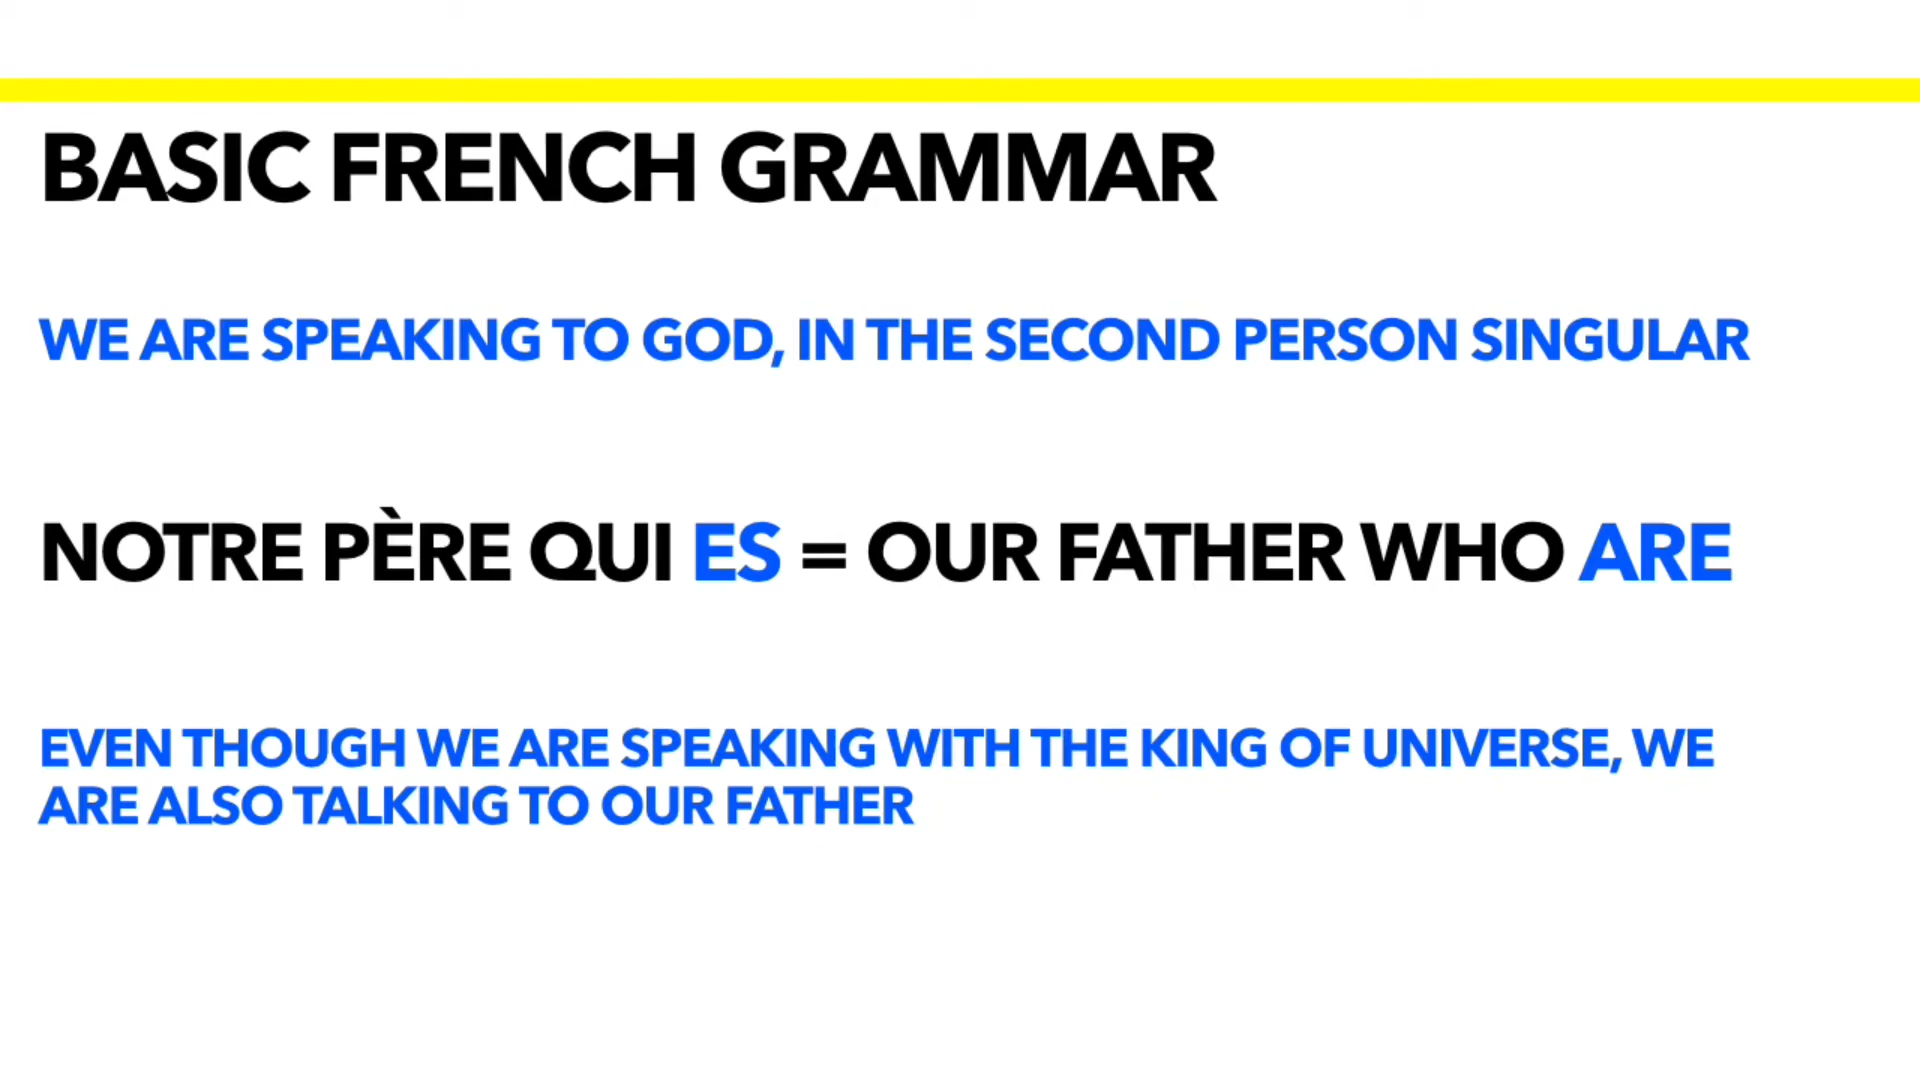 BASIC FRENCH GRAMMAR
WE ARE SPEAKING TO GOD, IN THE SECOND PERSON SINGULAR
NOTRE PÈRE QUI ES = OUR FATHER WHO ARE
EVEN THOUGH WE ARE SPEAKING WITH THE KING OF UNIVERSE, WE
ARE ALSO TALKING TO OUR FATHER